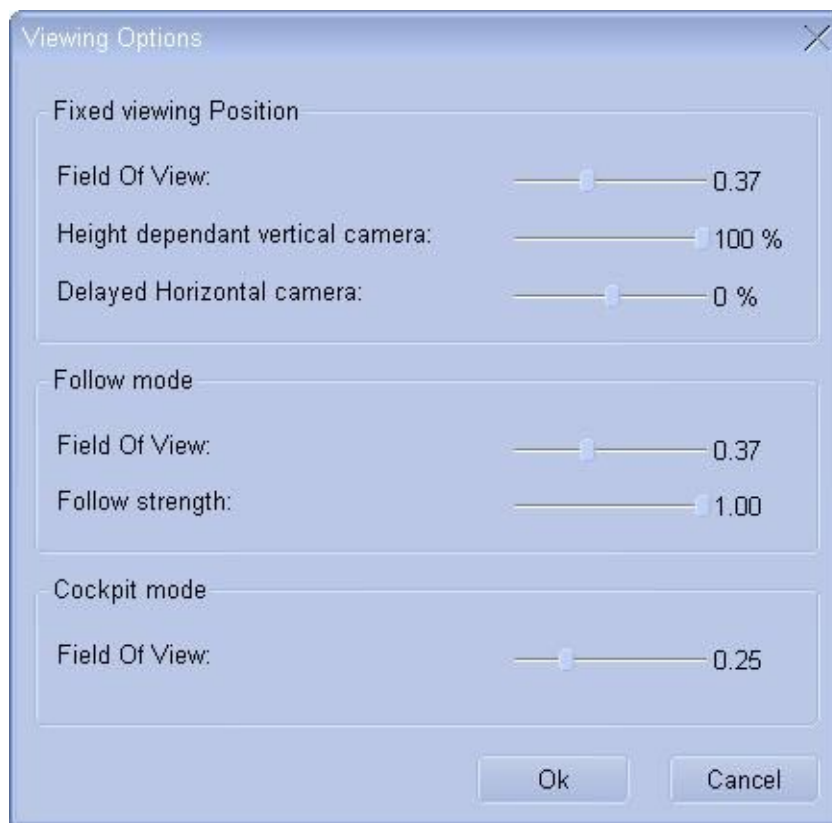 Viewing Options
Fixed viewing Position
Field Of View: 0.37
Height dependant vertical camera: 100 %
Delayed Horizontal camera: 0 %
Follow mode
Field Of View: 0.37
Follow strength: 1.00
Cockpit mode
Field Of View: 0.25
Ok Cancel